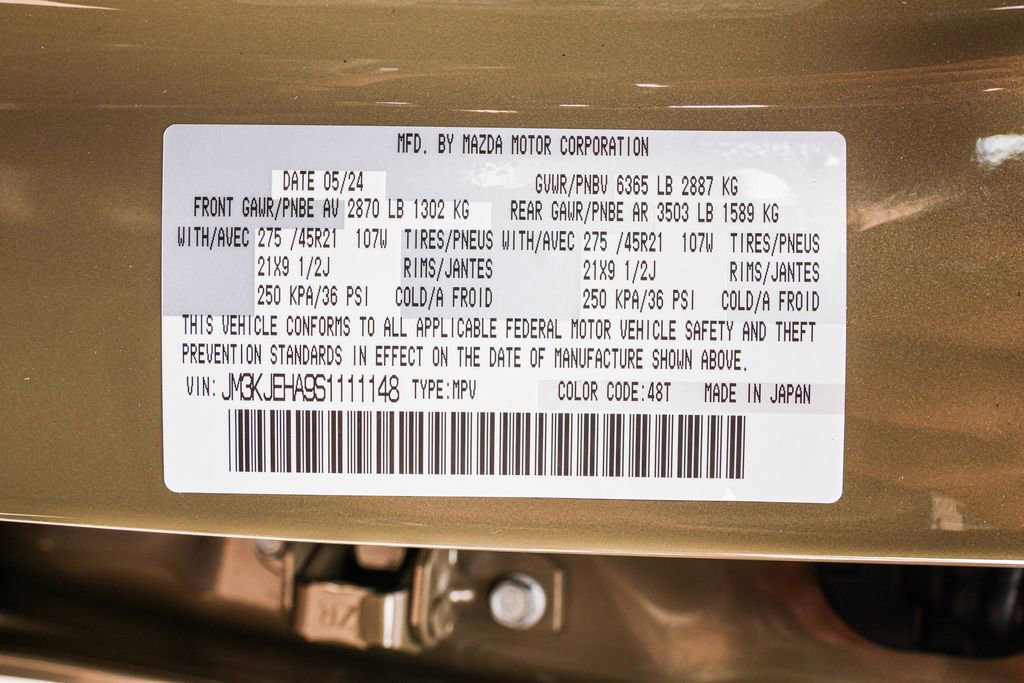 MFD. BY MAZDA MOTOR CORPORATION
DATE 05/24 GVWR/PNBV 6365 LB 2887 KG
FRONT GAWR/PNBE AV 2870 LB 1302 KG REAR GAWR/PNBE AR 3503 LB 1589 KG
WITH/AVEC 275 /45R21 107W TIRES/PNEUS WITH/AVEC 275 /45R21 107W TIRES/PNEUS
21X9 1/2J RIMS/JANTES 21X9 1/2J RIMS/JANTES
250 KPA/36 PSI COLD/A FROID 250 KPA/36 PSI COLD/A FROID
THIS VEHICLE CONFORMS TO ALL APPLICABLE FEDERAL MOTOR VEHICLE SAFETY AND THEFT
PREVENTION STANDARDS IN EFFECT ON THE DATE OF MANUFACTURE SHOWN ABOVE.
VIN: JM3KJEHA9S1111148 TYPE:MPV COLOR CODE:48T MADE IN JAPAN